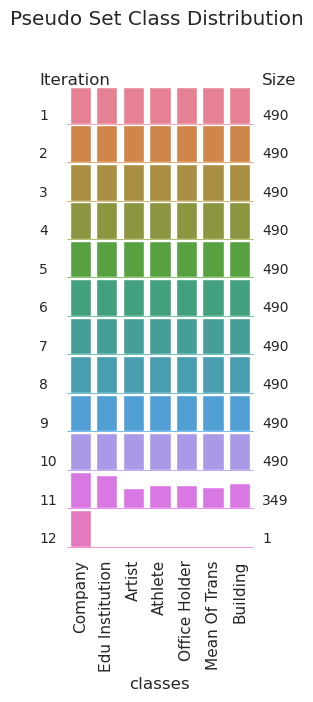 Pseudo Set Class Distribution
Iteration Size
1 490
2 490
3 490
4 490
5 490
6 490
7 490
8 490
9 490
10 490
11 349
12 1
Company
Edu Institution
Artist
Athlete
Office Holder
Mean Of Trans
Building
classes